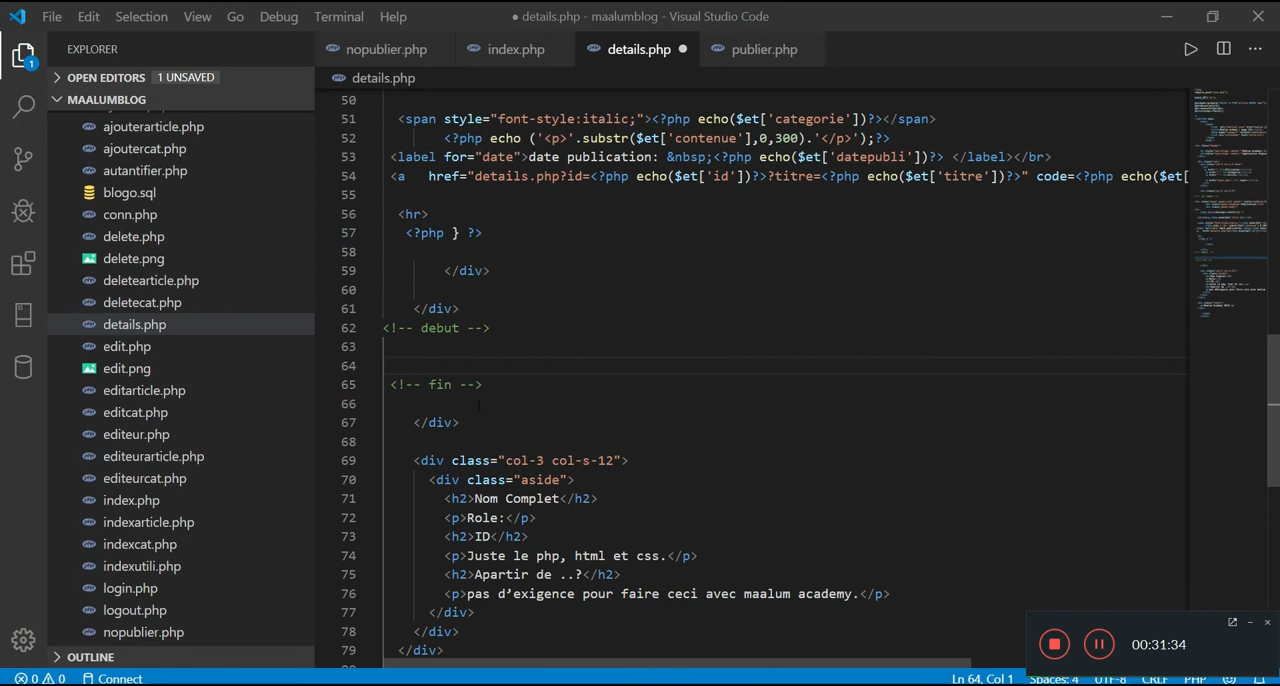 File Edit Selection View Go Debug Terminal Help ● details.php - maalumblog - Visual Studio Code
EXPLORER
nopublier.php index.php details.php ● publier.php
OPEN EDITORS 1 UNSAVED
details.php
MAALUMBLOG
1
ajouterarticle.php
ajoutercat.php
autantifier.php
blogo.sql
conn.php
delete.php
delete.png
deletearticle.php
deletecat.php
details.php
edit.php
edit.png
editarticle.php
editcat.php
editeur.php
editeurarticle.php
editeurcat.php
index.php
indexarticle.php
indexcat.php
indexutili.php
login.php
logout.php
nopublier.php
OUTLINE
50
51 <span style="font-style:italic;"><?php echo($et['categorie'])?></span>
52 <?php echo ('<p>'.substr($et['contenue'],0,300).'</p>');?>
53 <label for="date">date publication: &nbsp;<?php echo($et['datepubli'])?> </label></br>
54 <a href="details.php?id=<?php echo($et['id'])?>?titre=<?php echo($et['titre'])?>" code=<?php echo($et[
55
56 <hr>
57 <?php } ?>
58
59 </div>
60
61 </div>
62 <!-- debut -->
63
64
65 <!-- fin -->
66
67 </div>
68
69 <div class="col-3 col-s-12">
70 <div class="aside">
71 <h2>Nom Complet</h2>
72 <p>Role:</p>
73 <h2>ID</h2>
74 <p>Juste le php, html et css.</p>
75 <h2>Apartir de ..?</h2>
76 <p>pas d’exigence pour faire ceci avec maalum academy.</p>
77 </div>
78 </div>
79 </div>
00:31:34
0 0 Connect Ln 64, Col 1 Spaces: 4 UTF-8 CRLF PHP